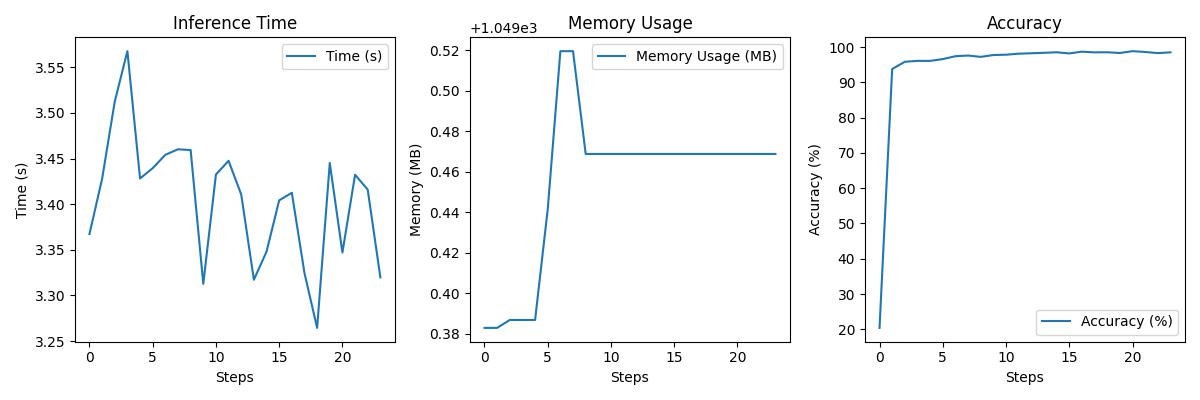 Inference Time
Time (s)
3.55
3.50
3.45
3.40
3.35
3.30
3.25
Time (s)
0 5 10 15 20
Steps
Memory Usage
+1.049e3
Memory Usage (MB)
0.52
0.50
0.48
0.46
0.44
0.42
0.40
0.38
Memory (MB)
0 5 10 15 20
Steps
Accuracy
100
90
80
70
60
50
40
30
20
Accuracy (%)
Accuracy (%)
0 5 10 15 20
Steps